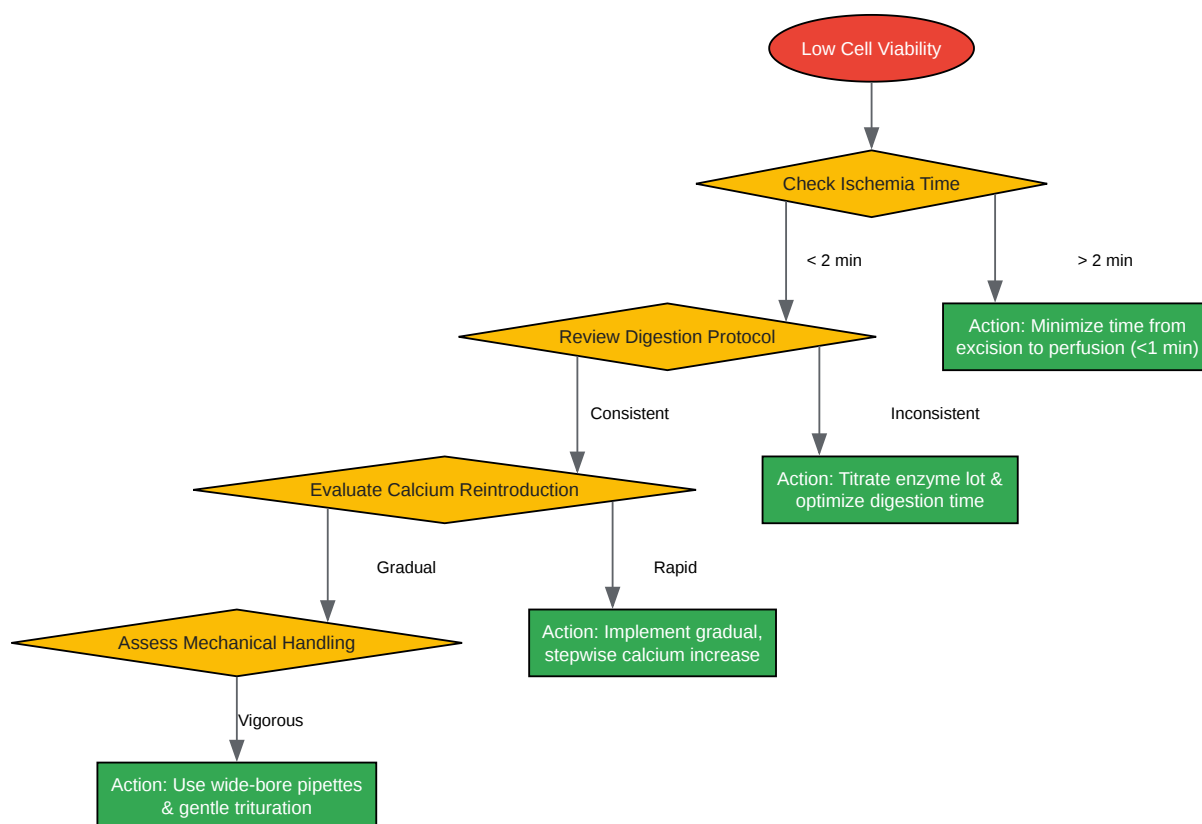 Low Cell Viability
Check Ischemia Time
< 2 min
> 2 min
Review Digestion Protocol
Action: Minimize time from
excision to perfusion (<1 min)
Consistent
Inconsistent
Evaluate Calcium Reintroduction
Action: Titrate enzyme lot &
optimize digestion time
Gradual
Rapid
Assess Mechanical Handling
Action: Implement gradual,
stepwise calcium increase
Vigorous
Action: Use wide-bore pipettes
& gentle trituration